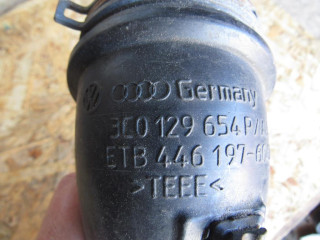 Germany
3C0 129 654
ETB 446 197-
>TEEE<